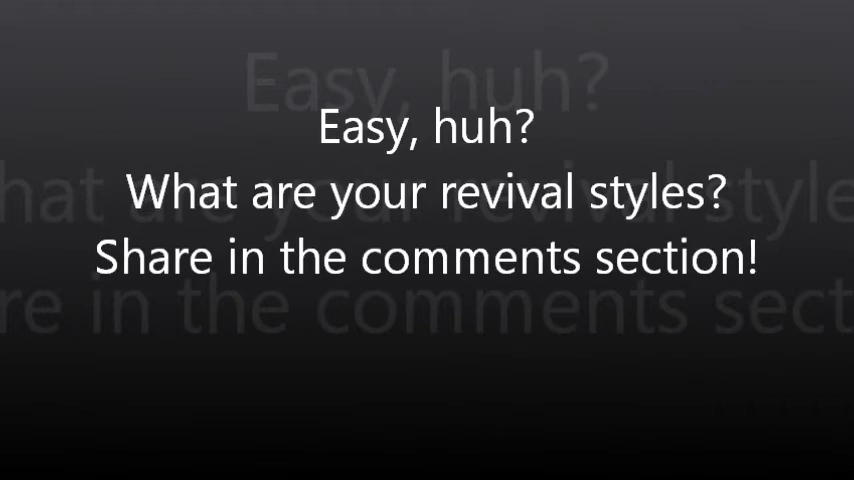 Easy, huh?
What are your revival styles?
Share in the comments section!